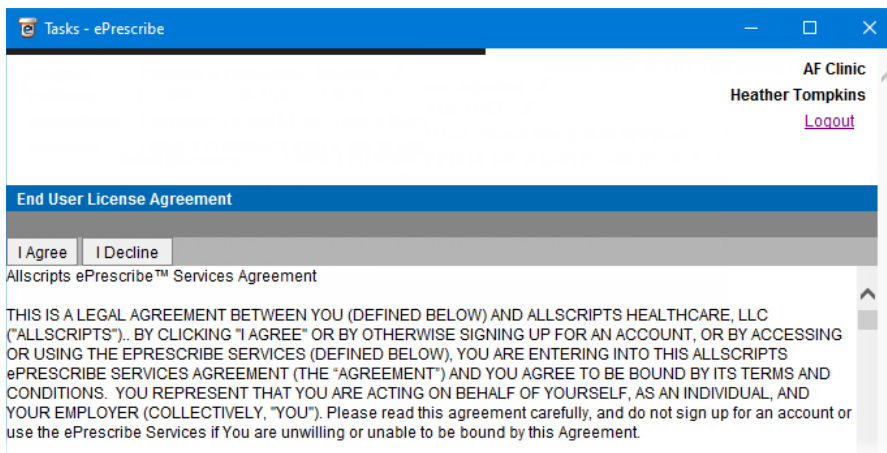 Tasks - ePrescribe
AF Clinic
Heather Tompkins
Logout
End User License Agreement
I Agree I Decline
Allscripts ePrescribe™ Services Agreement
THIS IS A LEGAL AGREEMENT BETWEEN YOU (DEFINED BELOW) AND ALLSCRIPTS HEALTHCARE, LLC
("ALLSCRIPTS").. BY CLICKING "I AGREE" OR BY OTHERWISE SIGNING UP FOR AN ACCOUNT, OR BY ACCESSING
OR USING THE EPRESCRIBE SERVICES (DEFINED BELOW), YOU ARE ENTERING INTO THIS ALLSCRIPTS
ePRESCRIBE SERVICES AGREEMENT (THE “AGREEMENT”) AND YOU AGREE TO BE BOUND BY ITS TERMS AND
CONDITIONS. YOU REPRESENT THAT YOU ARE ACTING ON BEHALF OF YOURSELF, AS AN INDIVIDUAL, AND
YOUR EMPLOYER (COLLECTIVELY, "YOU"). Please read this agreement carefully, and do not sign up for an account or
use the ePrescribe Services if You are unwilling or unable to be bound by this Agreement.